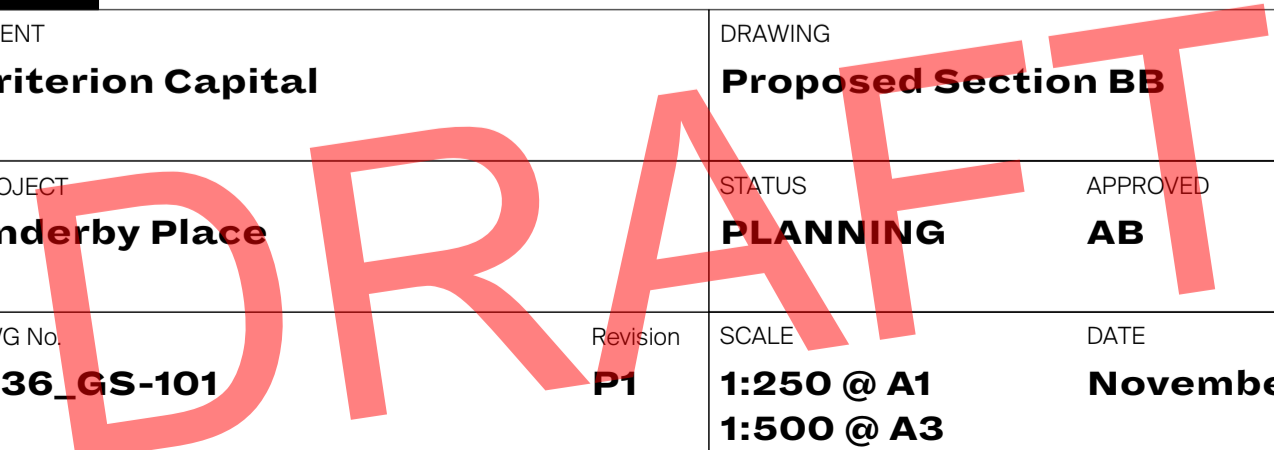 ENT
riterion Capital
DRAWING
Proposed Section BB
OJECT
nderby Place
STATUS
PLANNING
APPROVED
AB
G No.
36_GS-101
Revision
P1
SCALE
1:250 @ A1
1:500 @ A3
DATE
Novembe
DRAFT